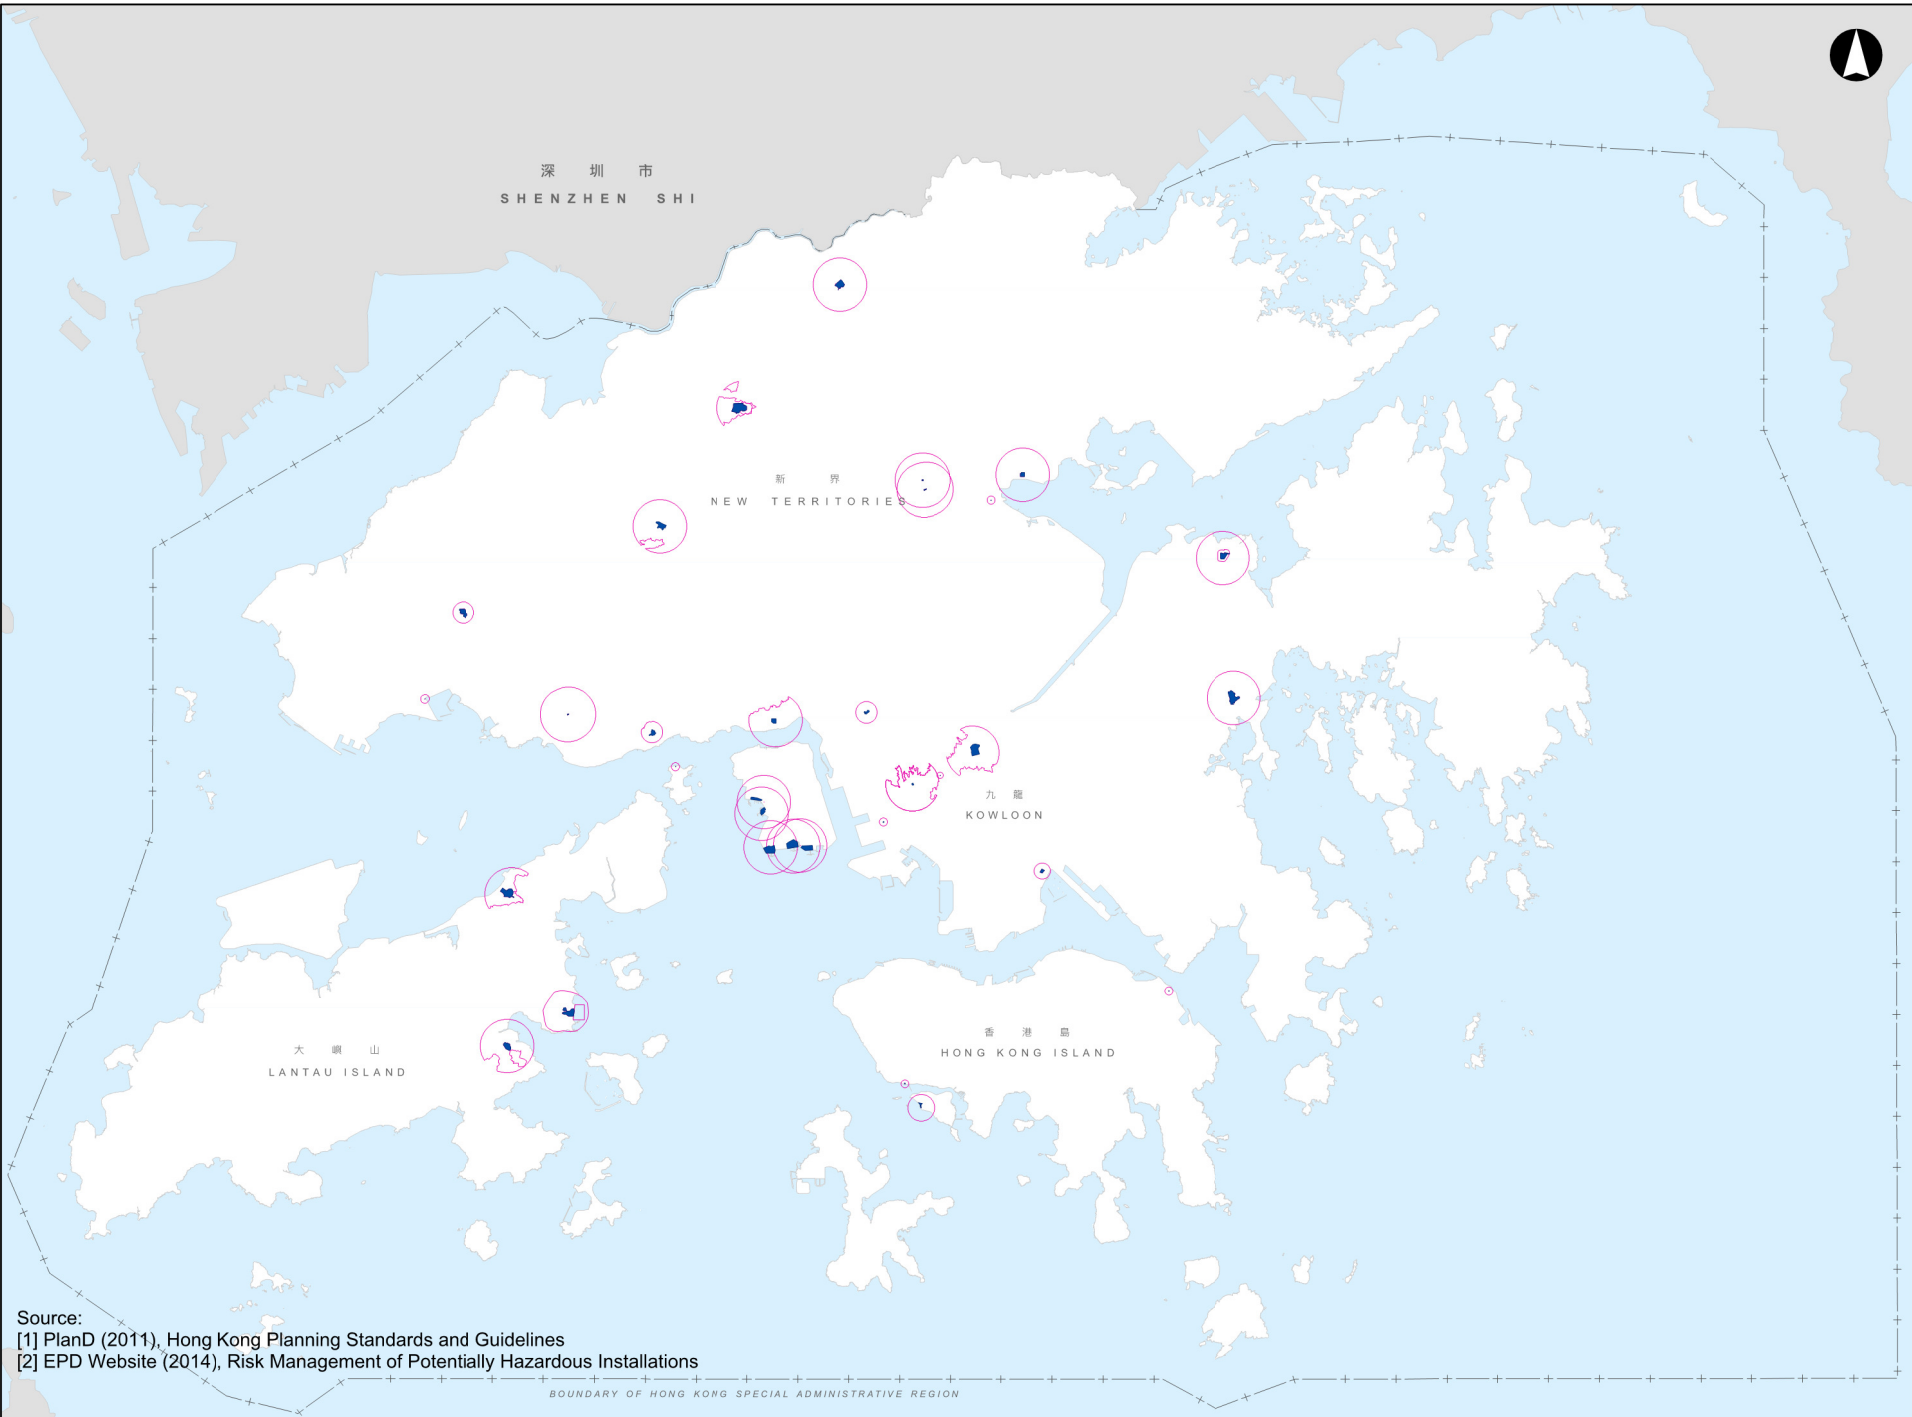 深 圳 市
SHENZHEN SHI
新 界
NEW TERRITORIES
九 龍
KOWLOON
香 港 島
HONG KONG ISLAND
大 嶼 山
LANTAU ISLAND
Source:
[1] PlanD (2011), Hong Kong Planning Standards and Guidelines
[2] EPD Website (2014), Risk Management of Potentially Hazardous Installations
BOUNDARY OF HONG KONG SPECIAL ADMINISTRATIVE REGION